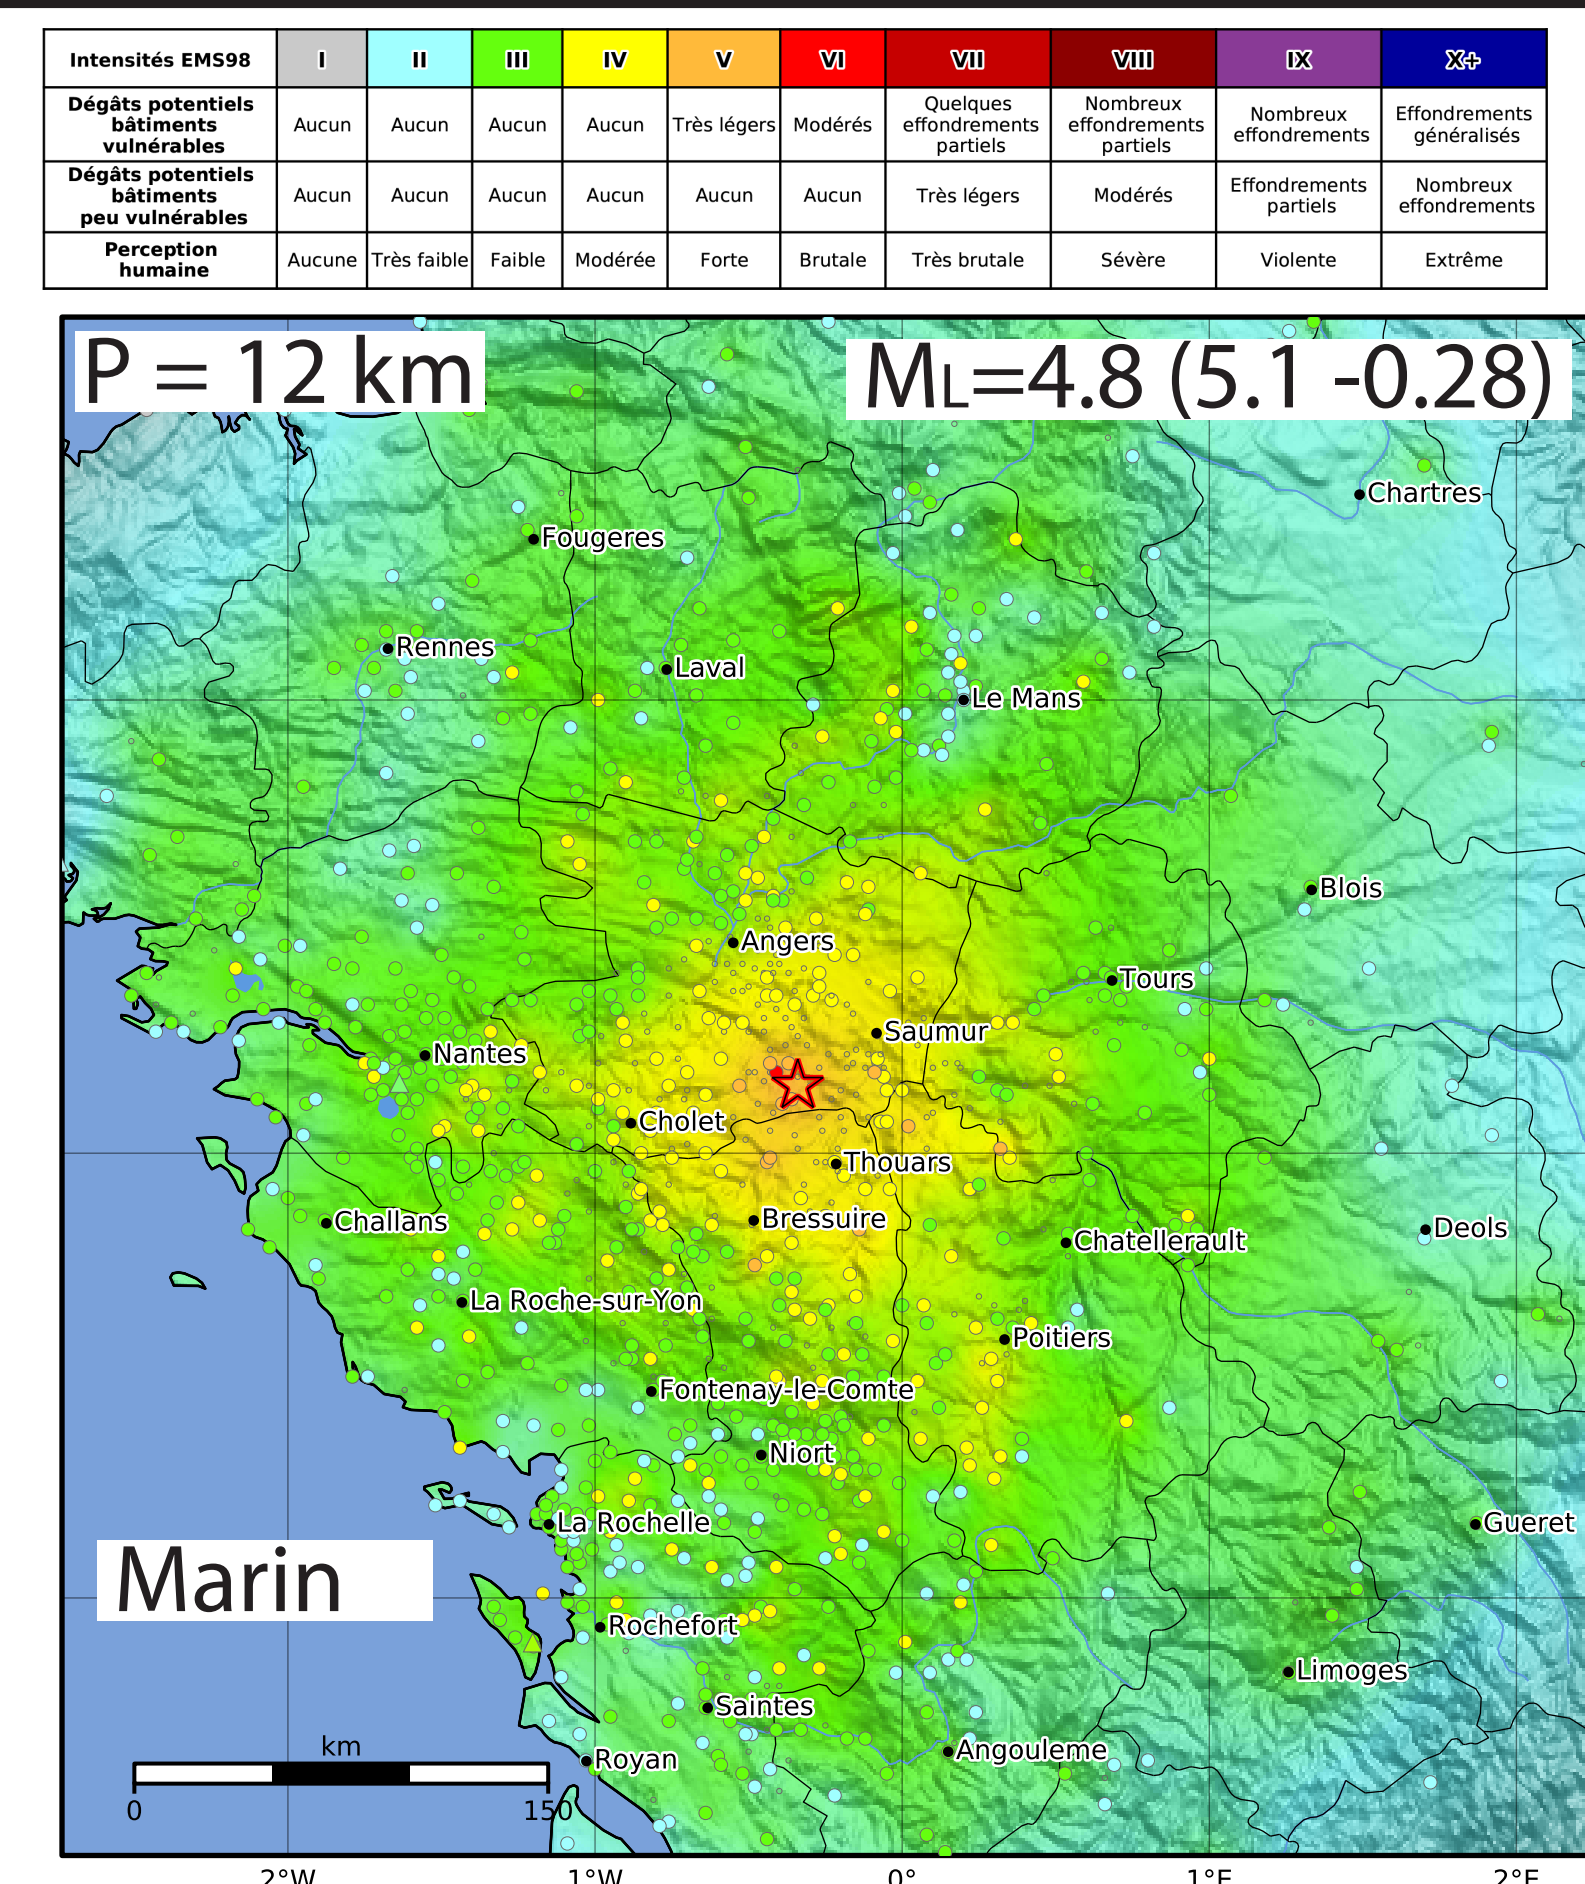 Intensités EMS98 I II III IV V VI VII VIII IX X+
Dégâts potentiels
bâtiments
vulnérables
Aucun Aucun Aucun Aucun Très légers Modérés
Quelques
effondrements
partiels
Nombreux
effondrements
partiels
Nombreux
effondrements
Effondrements
généralisés
Dégâts potentiels
bâtiments
peu vulnérables
Aucun Aucun Aucun Aucun Aucun Aucun Très légers Modérés
Effondrements
partiels
Nombreux
effondrements
Perception
humaine
Aucune Très faible Faible Modérée Forte Brutale Très brutale Sévère Violente Extrême
P = 12 km
ML=4.8 (5.1 -0.28)
Chartres
Fougeres
Rennes
Laval
Le Mans
Blois
Angers
Tours
Saumur
Nantes
Cholet
Thouars
Challans
Bressuire
Chatellerault
Deols
La Roche-sur-Yon
Poitiers
Fontenay-le-Comte
Niort
La Rochelle
Gueret
Marin
Rochefort
Limoges
Saintes
Angouleme
Royan
km
0 150
2°W 1°W 0° 1°E 2°E